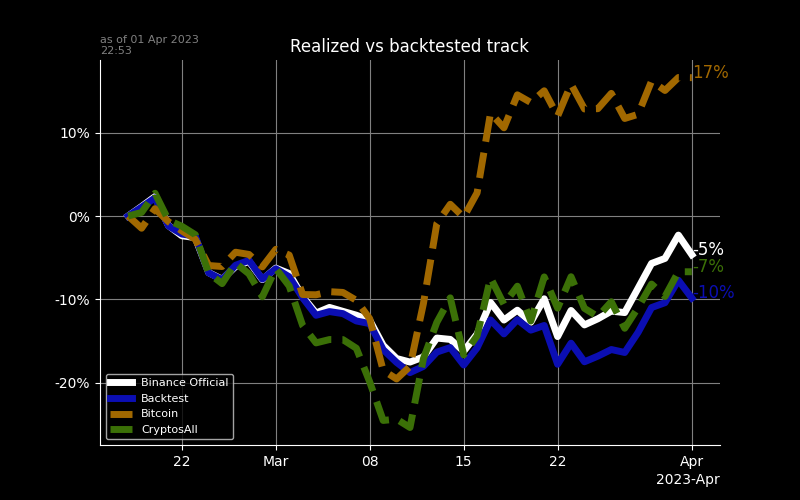 as of 01 Apr 2023
22:53
Realized vs backtested track
17%
10%
0%
-5%
-7%
-10%
-10%
-20%
Binance Official
Backtest
Bitcoin
CryptosAll
22
Mar
08
15
22
Apr
2023-Apr